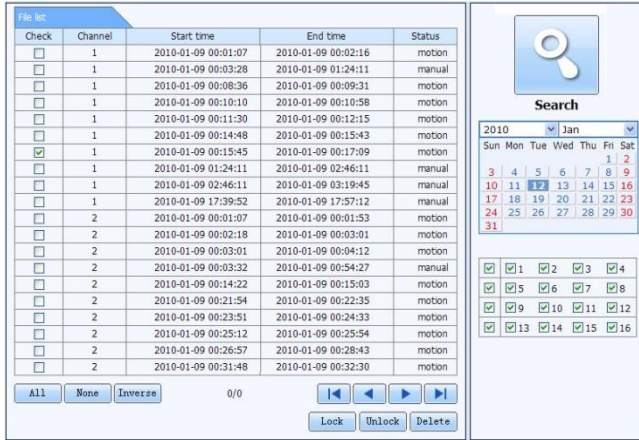 File list
Check Channel Start time End time Status
1 2010-01-09 00:01:07 2010-01-09 00:02:16 motion
1 2010-01-09 00:03:28 2010-01-09 01:24:11 manual
1 2010-01-09 00:08:36 2010-01-09 00:09:31 motion
1 2010-01-09 00:10:10 2010-01-09 00:10:58 motion
1 2010-01-09 00:11:30 2010-01-09 00:12:15 motion
1 2010-01-09 00:14:48 2010-01-09 00:15:43 motion
1 2010-01-09 00:15:45 2010-01-09 00:17:09 motion
1 2010-01-09 01:24:11 2010-01-09 02:46:11 manual
1 2010-01-09 02:46:11 2010-01-09 03:19:45 manual
1 2010-01-09 17:39:52 2010-01-09 17:57:12 manual
2 2010-01-09 00:01:07 2010-01-09 00:01:53 motion
2 2010-01-09 00:02:18 2010-01-09 00:03:01 motion
2 2010-01-09 00:03:01 2010-01-09 00:04:12 motion
2 2010-01-09 00:03:32 2010-01-09 00:54:27 manual
2 2010-01-09 00:14:22 2010-01-09 00:15:03 motion
2 2010-01-09 00:21:54 2010-01-09 00:22:35 motion
2 2010-01-09 00:23:51 2010-01-09 00:24:33 motion
2 2010-01-09 00:25:12 2010-01-09 00:25:54 motion
2 2010-01-09 00:26:57 2010-01-09 00:28:43 motion
2 2010-01-09 00:31:48 2010-01-09 00:32:30 motion
All None Inverse 0/0
Lock Unlock Delete
Search
2010 Jan
Sun Mon Tue Wed Thu Fri Sat
1 2
3 4 5 6 7 8 9
10 11 12 13 14 15 16
17 18 19 20 21 22 23
24 25 26 27 28 29 30
31
1 2 3 4
5 6 7 8
9 10 11 12
13 14 15 16